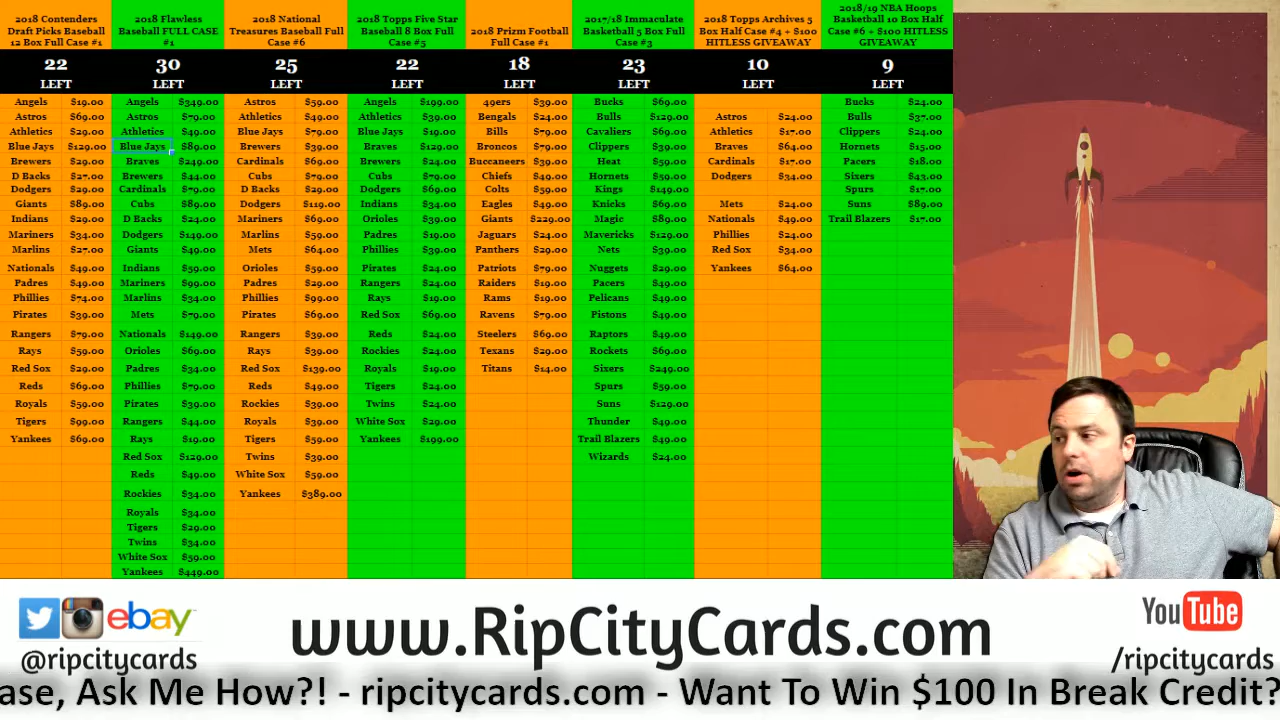 2018 Contenders
Draft Picks Baseball
12 Box Full Case #1
22
LEFT
Angels $19.00
Astros $69.00
Athletics $29.00
Blue Jays $129.00
Brewers $29.00
D Backs $27.00
Dodgers $29.00
Giants $89.00
Indians $29.00
Mariners $34.00
Marlins $27.00
Nationals $49.00
Padres $49.00
Phillies $74.00
Pirates $39.00
Rangers $79.00
Rays $59.00
Red Sox $29.00
Reds $69.00
Royals $59.00
Tigers $99.00
Yankees $69.00
2018 Flawless
Baseball FULL CASE
#1
30
LEFT
Angels $349.00
Astros $79.00
Athletics $49.00
Blue Jays $89.00
Braves $249.00
Brewers $44.00
Cardinals $79.00
Cubs $89.00
D Backs $24.00
Dodgers $149.00
Giants $49.00
Indians $59.00
Mariners $99.00
Marlins $34.00
Mets $79.00
Nationals $149.00
Orioles $69.00
Padres $34.00
Phillies $79.00
Pirates $39.00
Rangers $44.00
Rays $19.00
Red Sox $129.00
Reds $49.00
Rockies $34.00
Royals $34.00
Tigers $29.00
Twins $34.00
White Sox $59.00
Yankees $449.00
2018 National
Treasures Baseball Full
Case #6
25
LEFT
Astros $59.00
Athletics $49.00
Blue Jays $79.00
Brewers $39.00
Cardinals $69.00
Cubs $79.00
D Backs $29.00
Dodgers $119.00
Mariners $69.00
Marlins $59.00
Mets $64.00
Orioles $59.00
Padres $29.00
Phillies $99.00
Pirates $69.00
Rangers $39.00
Rays $39.00
Red Sox $139.00
Reds $49.00
Rockies $39.00
Royals $39.00
Tigers $59.00
Twins $39.00
White Sox $59.00
Yankees $389.00
2018 Topps Five Star
Baseball 8 Box Full
Case #5
22
LEFT
Angels $199.00
Athletics $39.00
Blue Jays $19.00
Braves $129.00
Brewers $24.00
Cubs $79.00
Dodgers $69.00
Indians $34.00
Orioles $39.00
Padres $19.00
Phillies $39.00
Pirates $24.00
Rangers $24.00
Rays $19.00
Red Sox $69.00
Reds $24.00
Rockies $24.00
Royals $19.00
Tigers $24.00
Twins $24.00
White Sox $29.00
Yankees $199.00
2018 Prizm Football
Full Case #1
18
LEFT
49ers $39.00
Bengals $24.00
Bills $79.00
Broncos $79.00
Buccaneers $39.00
Chiefs $49.00
Colts $59.00
Eagles $49.00
Giants $229.00
Jaguars $24.00
Panthers $29.00
Patriots $79.00
Raiders $19.00
Rams $19.00
Ravens $79.00
Steelers $69.00
Texans $29.00
Titans $14.00
2017/18 Immaculate
Basketball 5 Box Full
Case #3
23
LEFT
Bucks $69.00
Bulls $129.00
Cavaliers $69.00
Clippers $39.00
Heat $59.00
Hornets $59.00
Kings $149.00
Knicks $69.00
Magic $89.00
Mavericks $129.00
Nets $39.00
Nuggets $29.00
Pacers $49.00
Pelicans $49.00
Pistons $49.00
Raptors $49.00
Rockets $69.00
Sixers $249.00
Spurs $59.00
Suns $129.00
Thunder $49.00
Trail Blazers $49.00
Wizards $24.00
2018 Topps Archives 5
Box Half Case #4 + $100
HITLESS GIVEAWAY
10
LEFT
Astros $24.00
Athletics $17.00
Braves $64.00
Cardinals $17.00
Dodgers $34.00
Mets $24.00
Nationals $49.00
Phillies $24.00
Red Sox $34.00
Yankees $64.00
2018/19 NBA Hoops
Basketball 10 Box Half
Case #6 + $100 HITLESS
GIVEAWAY
9
LEFT
Bucks $24.00
Bulls $37.00
Clippers $24.00
Hornets $15.00
Pacers $18.00
Sixers $43.00
Spurs $17.00
Suns $89.00
Trail Blazers $17.00
ebay
@ripcitycards
www.RipCityCards.com
YouTube
/ripcitycards
ase, Ask Me How?! - ripcitycards.com - Want To Win $100 In Break Credit?